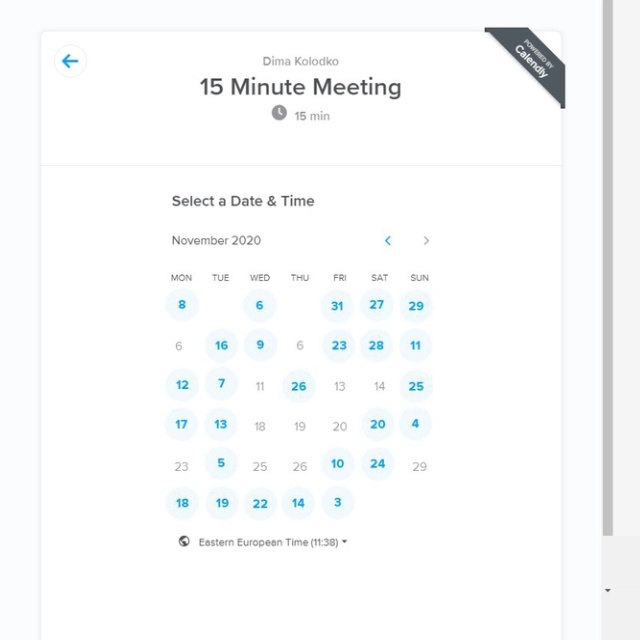 POWERED BY
Calendly
Dima Kolodko
15 Minute Meeting
15 min
Select a Date & Time
November 2020
MON TUE WED THU FRI SAT SUN
8 6 31 27 29
6 16 9 6 23 28 11
12 7 11 26 13 14 25
17 13 18 19 20 20 4
23 5 25 26 10 24 29
18 19 22 14 3
Eastern European Time (11:38)